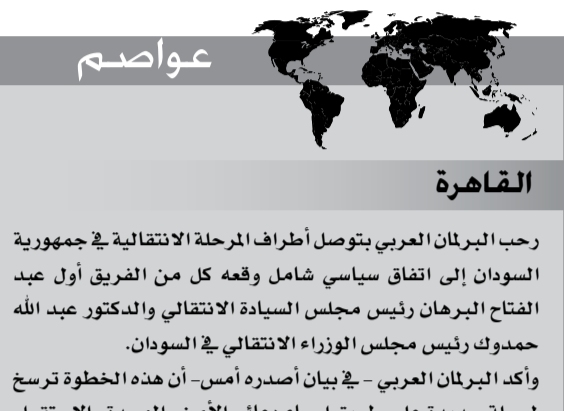 عواصم
القاهرة
رحب البرلمان العربي بتوصل أطراف المرحلة الانتقالية في جمهورية
السودان إلى اتفاق سياسي شامل وقعه كل من الفريق أول عبد
الفتاح البرهان رئيس مجلس السيادة الانتقالي والدكتور عبد الله
حمدوك رئيس مجلس الوزراء الانتقالي في السودان.
وأكد البرلمان العربي - في بيان أصدره أمس- أن هذه الخطوة ترسخ